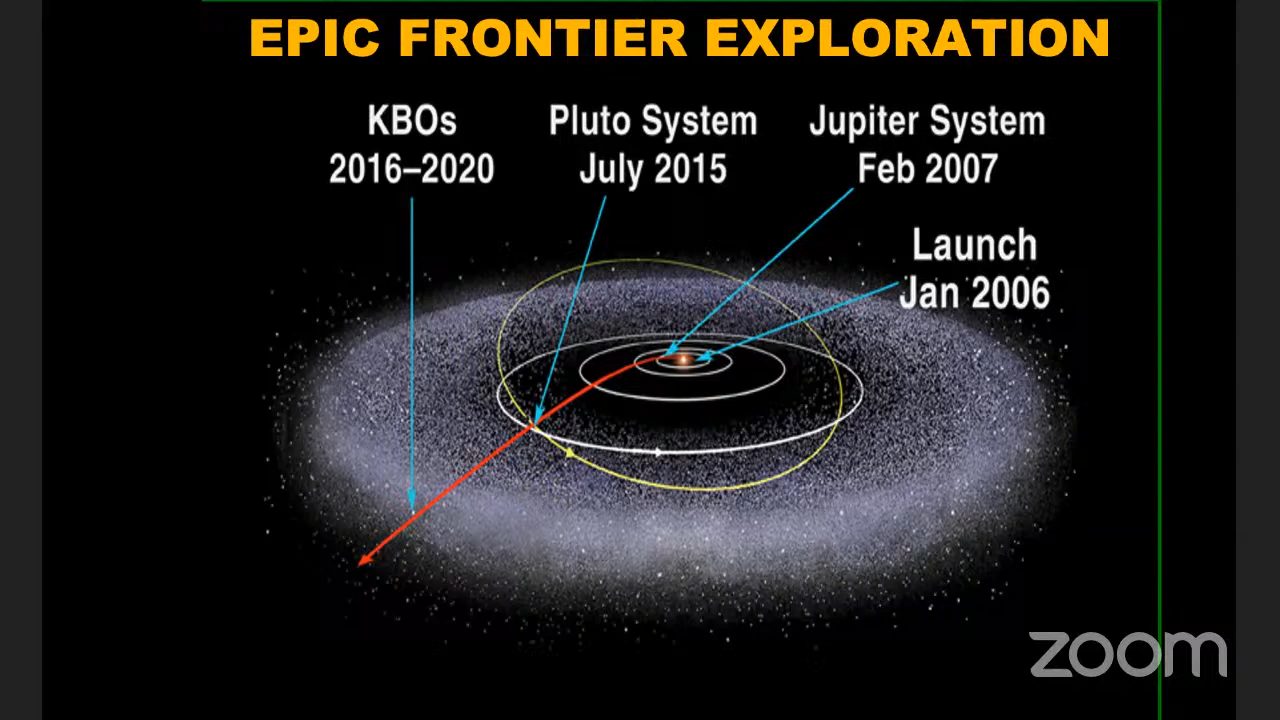 EPIC FRONTIER EXPLORATION
KBOs
2016–2020
Pluto System
July 2015
Jupiter System
Feb 2007
Launch
Jan 2006
zoom